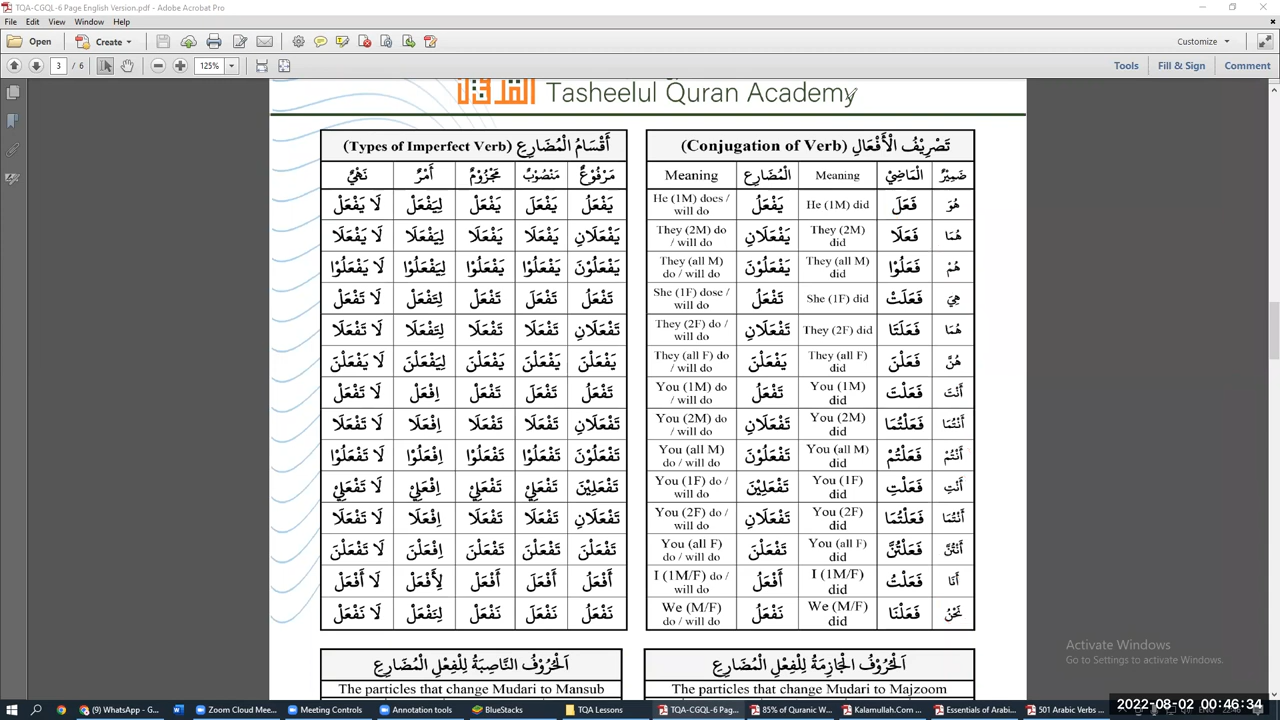 TQA-CGQL-6 Page English Version.pdf - Adobe Acrobat Pro
File Edit View Window Help
Open Create Customize
3 / 6 125% Tools Fill & Sign Comment
Tasheelul Quran Academy
أَقْسَامُ الْمُضَارِع (Types of Imperfect Verb)
مَرْفُوْعٌ مَنْصُوْبٌ مَجْزُوْمٌ أَمْرٌ نَهْيٌ
يَفْعَلُ يَفْعَلَ يَفْعَلْ لِيَفْعَلْ لَا يَفْعَلْ
يَفْعَلَانِ يَفْعَلَا يَفْعَلَا لِيَفْعَلَا لَا يَفْعَلَا
يَفْعَلُوْنَ يَفْعَلُوْا يَفْعَلُوْا لِيَفْعَلُوْا لَا يَفْعَلُوْا
تَفْعَلُ تَفْعَلَ تَفْعَلْ لِتَفْعَلْ لَا تَفْعَلْ
تَفْعَلَانِ تَفْعَلَا تَفْعَلَا لِتَفْعَلَا لَا تَفْعَلَا
يَفْعَلْنَ يَفْعَلْنَ يَفْعَلْنَ لِيَفْعَلْنَ لَا يَفْعَلْنَ
تَفْعَلُ تَفْعَلَ تَفْعَلْ اِفْعَلْ لَا تَفْعَلْ
تَفْعَلَانِ تَفْعَلَا تَفْعَلَا اِفْعَلَا لَا تَفْعَلَا
تَفْعَلُوْنَ تَفْعَلُوْا تَفْعَلُوْا اِفْعَلُوْا لَا تَفْعَلُوْا
تَفْعَلِيْنَ تَفْعَلِيْ تَفْعَلِيْ اِفْعَلِيْ لَا تَفْعَلِيْ
تَفْعَلَانِ تَفْعَلَا تَفْعَلَا اِفْعَلَا لَا تَفْعَلَا
تَفْعَلْنَ تَفْعَلْنَ تَفْعَلْنَ اِفْعَلْنَ لَا تَفْعَلْنَ
أَفْعَلُ أَفْعَلَ أَفْعَلْ لِأَفْعَلْ لَا أَفْعَلْ
نَفْعَلُ نَفْعَلَ نَفْعَلْ لِنَفْعَلْ لَا نَفْعَلْ
تَصْرِيْفُ الْأَفْعَالِ (Conjugation of Verb)
ضَمِيْرٌ الْمَاضِيْ Meaning الْمُضَارِع Meaning
هُوَ فَعَلَ He (1M) did يَفْعَلُ He (1M) does / will do
هُمَا فَعَلَا They (2M) did يَفْعَلَانِ They (2M) do / will do
هُمْ فَعَلُوْا They (all M) did يَفْعَلُوْنَ They (all M) do / will do
هِيَ فَعَلَتْ She (1F) did تَفْعَلُ She (1F) dose / will do
هُمَا فَعَلَتَا They (2F) did تَفْعَلَانِ They (2F) do / will do
هُنَّ فَعَلْنَ They (all F) did يَفْعَلْنَ They (all F) do / will do
أَنْتَ فَعَلْتَ You (1M) did تَفْعَلُ You (1M) do / will do
أَنْتُمَا فَعَلْتُمَا You (2M) did تَفْعَلَانِ You (2M) do / will do
أَنْتُمْ فَعَلْتُمْ You (all M) did تَفْعَلُوْنَ You (all M) do / will do
أَنْتِ فَعَلْتِ You (1F) did تَفْعَلِيْنَ You (1F) do / will do
أَنْتُمَا فَعَلْتُمَا You (2F) did تَفْعَلَانِ You (2F) do / will do
أَنْتُنَّ فَعَلْتُنَّ You (all F) did تَفْعَلْنَ You (all F) do / will do
أَنَا فَعَلْتُ I (1M/F) did أَفْعَلُ I (1M/F) do / will do
نَحْنُ فَعَلْنَا We (M/F) did نَفْعَلُ We (M/F) do / will do
اَلْحُرُوْفُ النَّاصِبَةُ لِلْفِعْلِ الْمُضَارِعِ
The particles that change Mudari to Mansub
اَلْحُرُوْفُ الْجَازِمَةُ لِلْفِعْلِ الْمُضَارِعِ
The particles that change Mudari to Majzoom
Activate Windows
Go to Settings to activate Windows.
(9) WhatsApp - G... Zoom Cloud Mee... Meeting Controls Annotation tools BlueStacks TQA Lessons TQA-CGQL-6 Pag... 85% of Quranic W... Kalamullah.Com ... Essentials of Arabi... 501 Arabic Verbs ...
2022-08-02 00:46:34